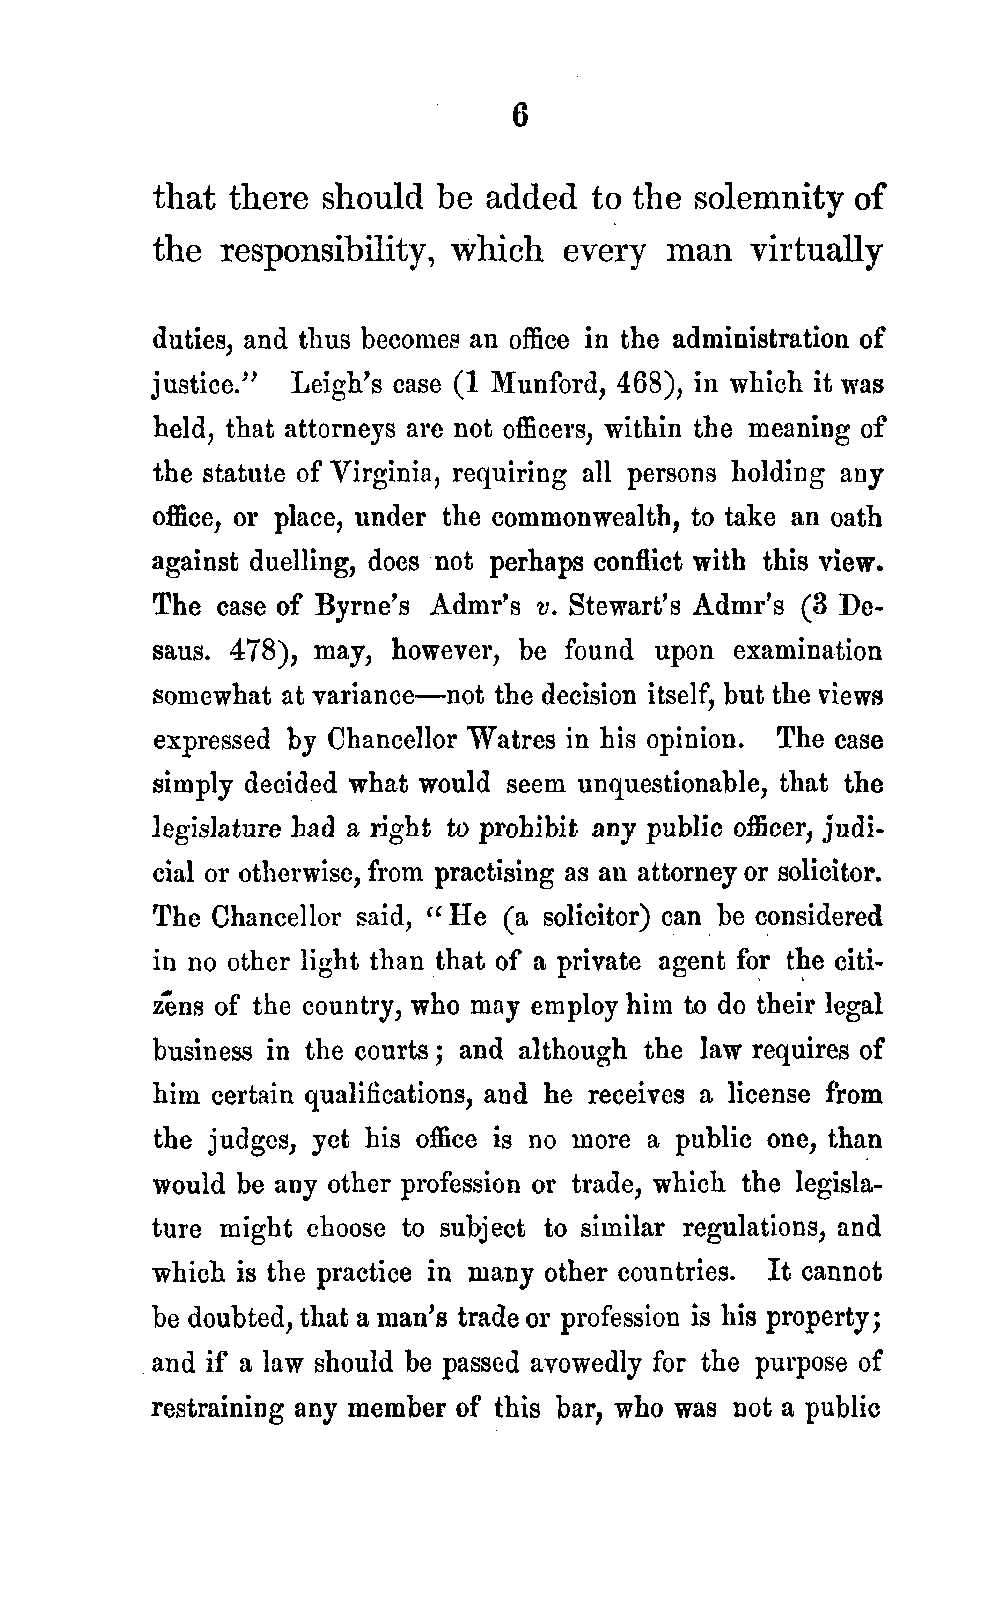 6
that there should be added to the solemnity of
the responsibility, which every man virtually
duties, and thus becomes an office in the administration of
justice.” Leigh’s case (1 Munford, 468), in which it was
held, that attorneys are not officers, within the meaning of
the statute of Virginia, requiring all persons holding any
office, or place, under the commonwealth, to take an oath
against duelling, does not perhaps conflict with this view.
The case of Byrne’s Admr’s v. Stewart’s Admr’s (3 De-
saus. 478), may, however, be found upon examination
somewhat at variance—not the decision itself, but the views
expressed by Chancellor Watres in his opinion. The case
simply decided what would seem unquestionable, that the
legislature had a right to prohibit any public officer, judi-
cial or otherwise, from practising as an attorney or solicitor.
The Chancellor said, “He (a solicitor) can be considered
in no other light than that of a private agent for the citi-
zens of the country, who may employ him to do their legal
business in the courts; and although the law requires of
him certain qualifications, and he receives a license from
the judges, yet his office is no more a public one, than
would be any other profession or trade, which the legisla-
ture might choose to subject to similar regulations, and
which is the practice in many other countries. It cannot
be doubted, that a man’s trade or profession is his property;
and if a law should be passed avowedly for the purpose of
restraining any member of this bar, who was not a public